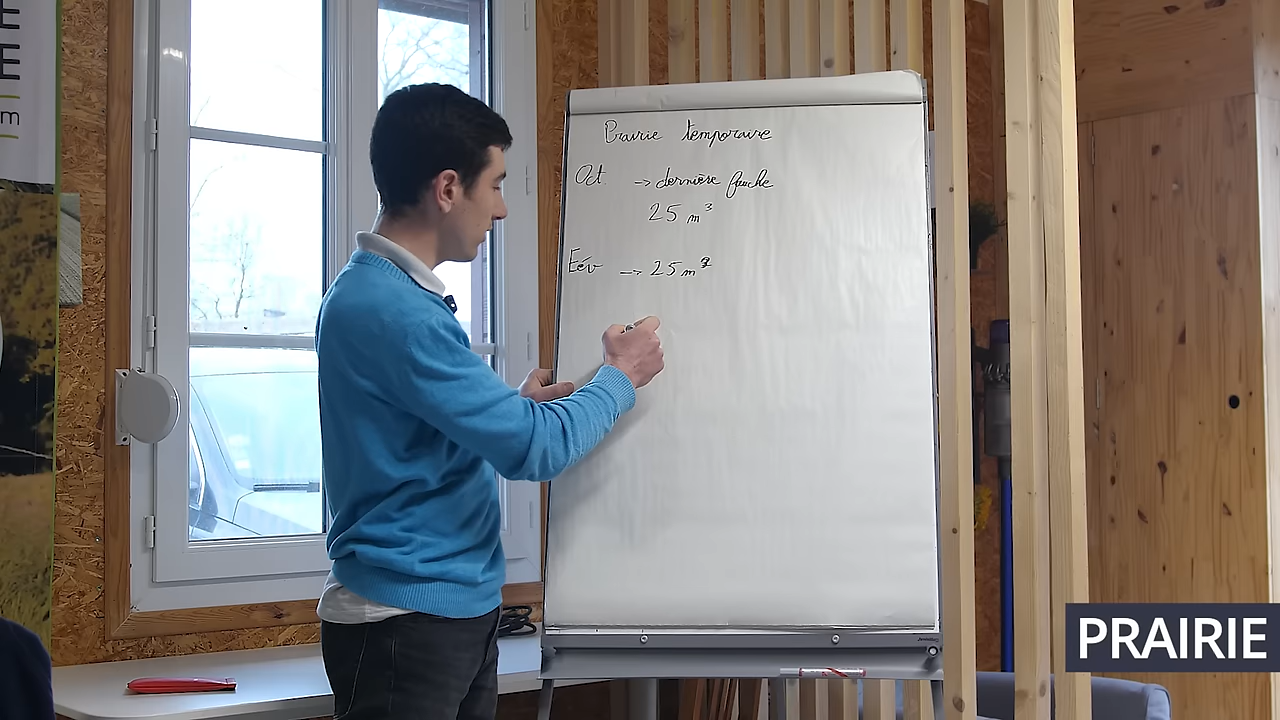 E
E
m
Prairie temporaire
Oct. → dernière fauche
25 m³
Fév → 25 m³
PRAIRIE